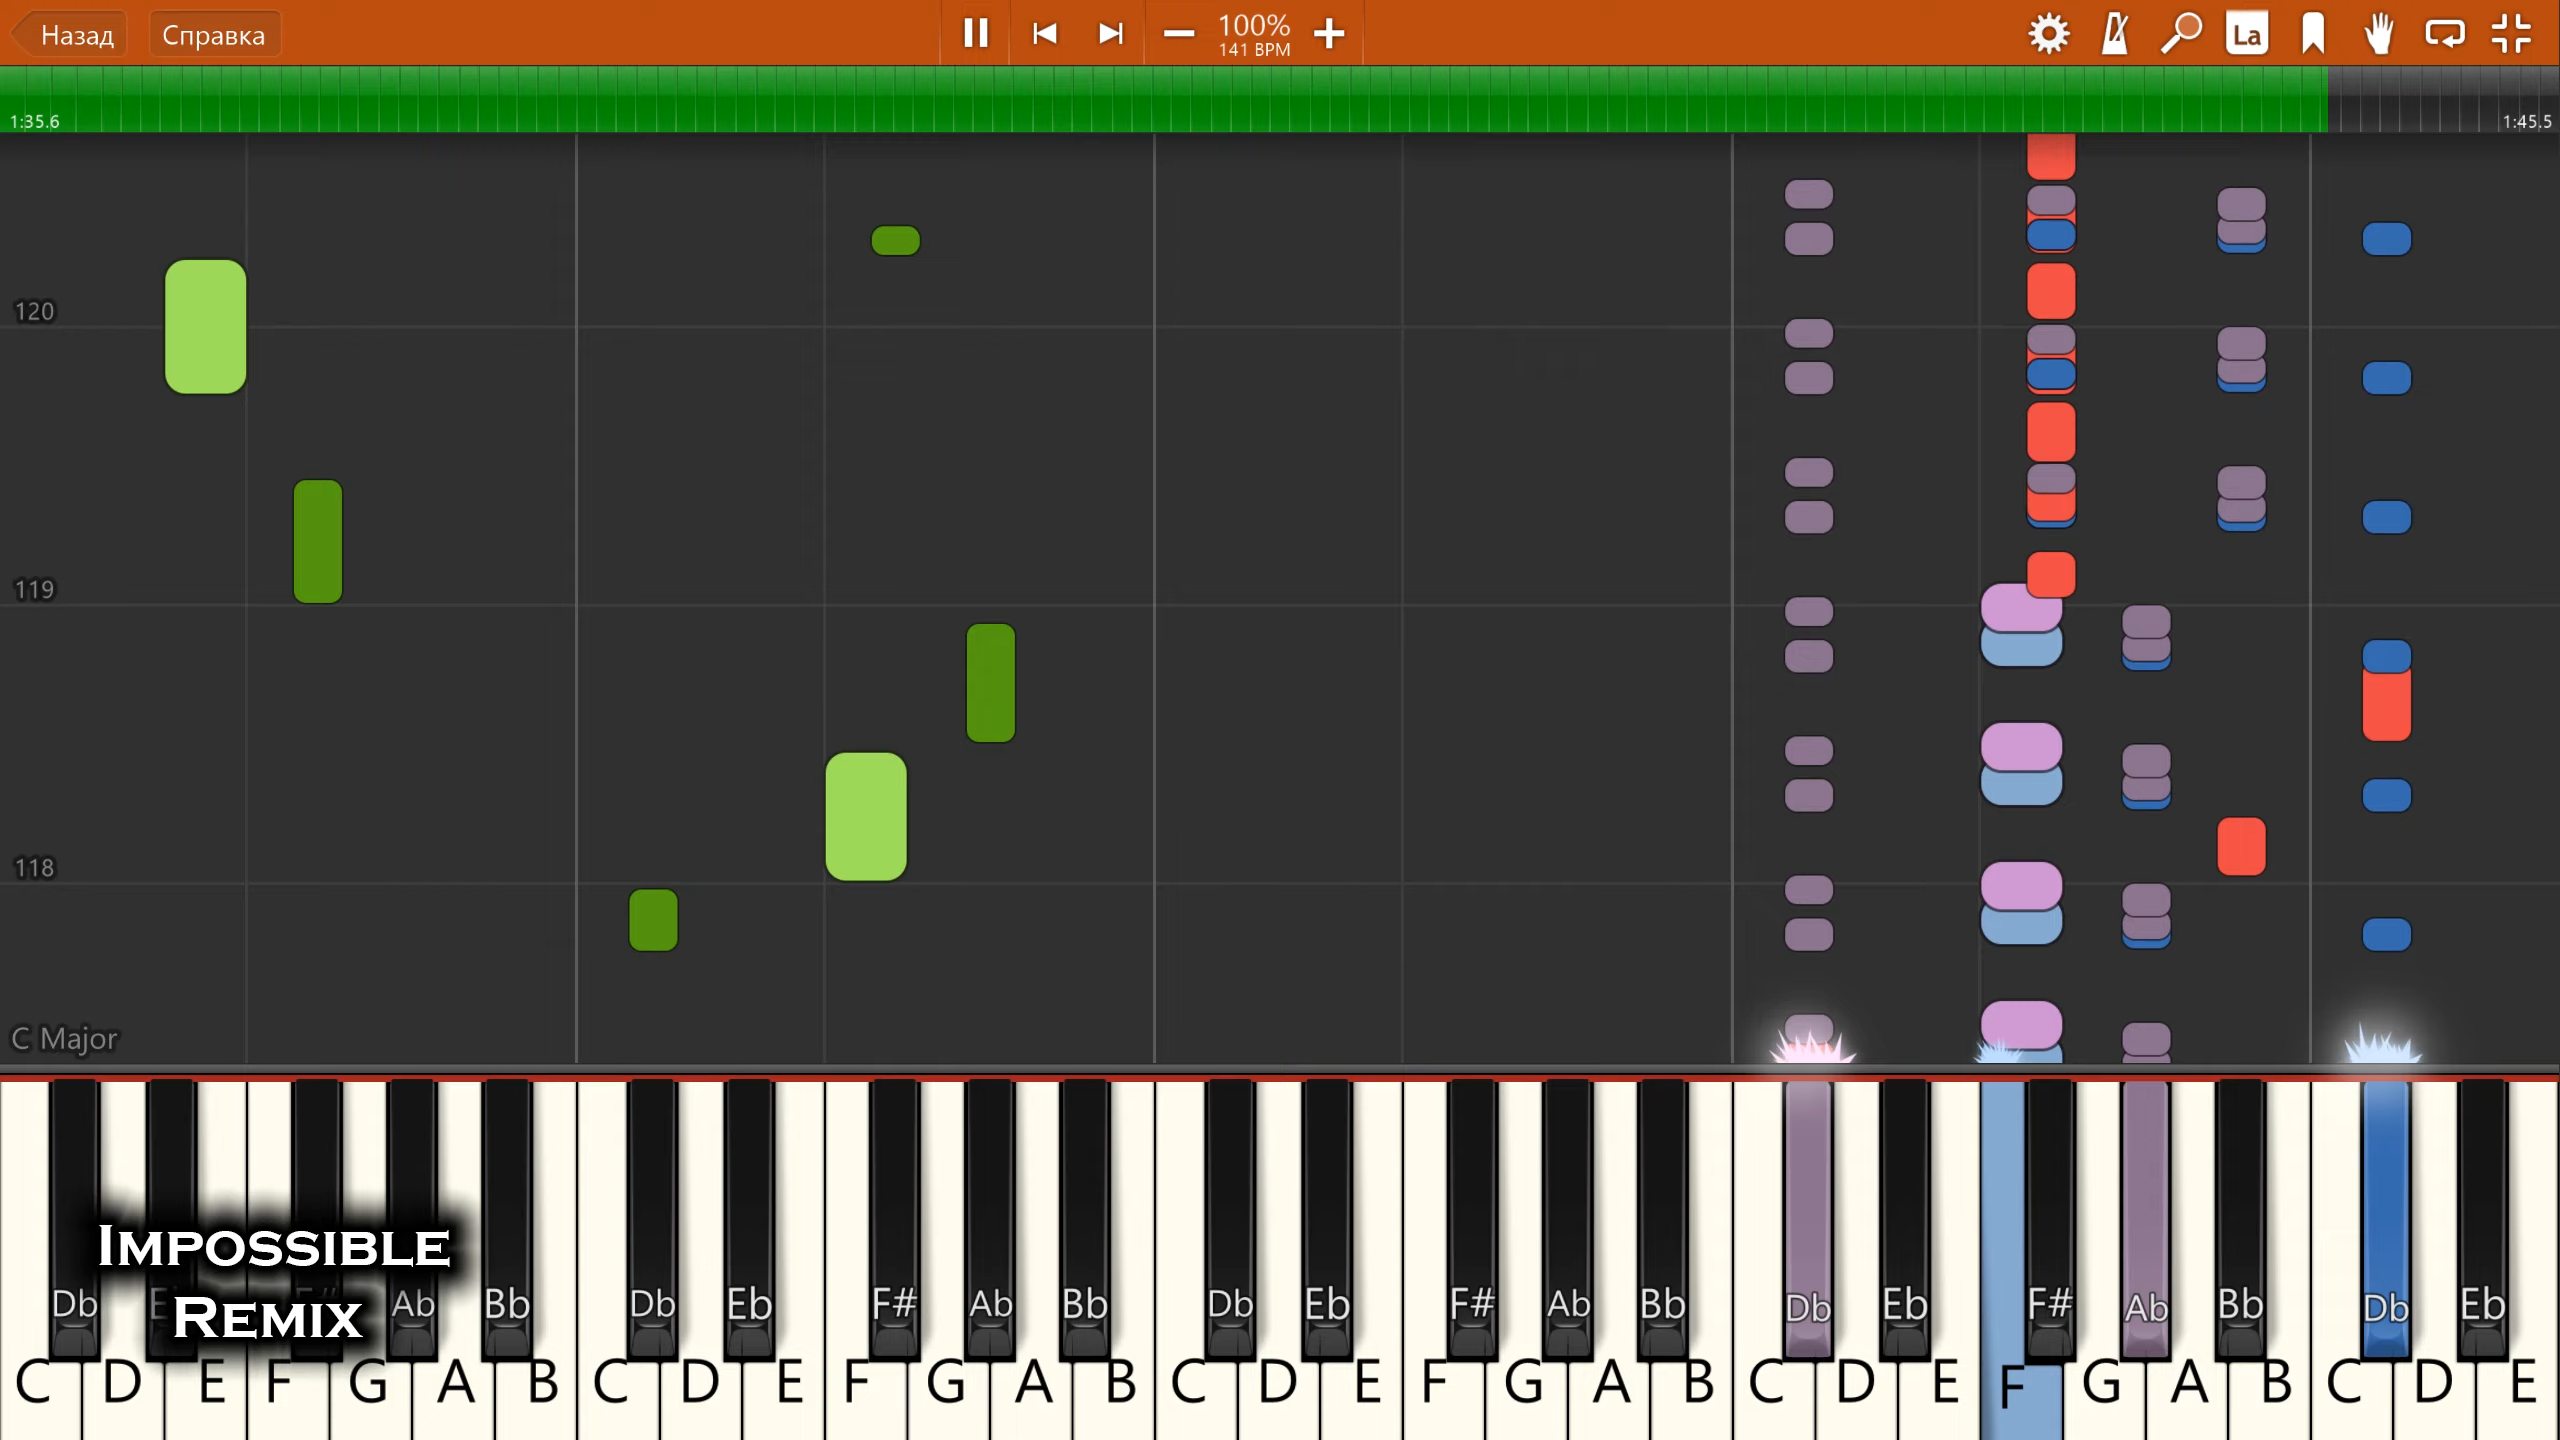 Назад Справка 100% La
141 BPM
1:35.6 1:45.5
120
119
118
C Major
Impossible
Remix
Db Ab Bb Db Eb F# Ab Bb Db Eb F# Ab Bb Db Eb F# Ab Bb Db Eb
C D E F G A B C D E F G A B C D E F G A B C D E F G A B C D E